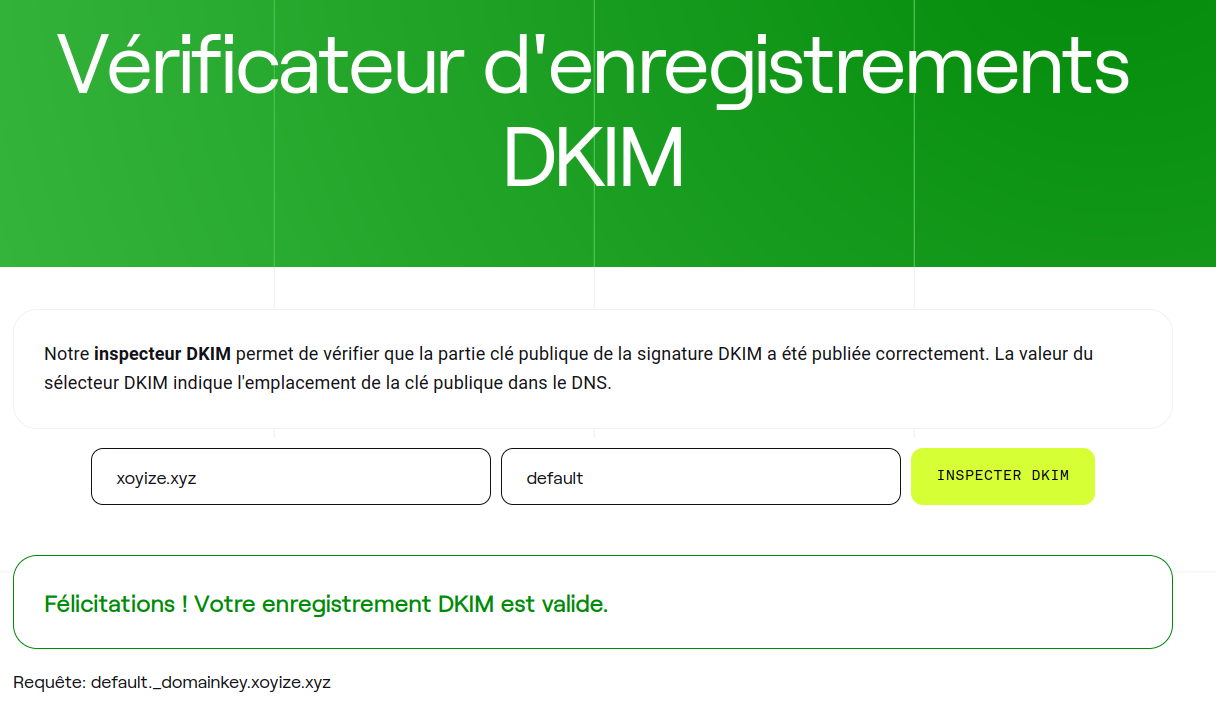 Vérificateur d'enregistrements
DKIM
Notre inspecteur DKIM permet de vérifier que la partie clé publique de la signature DKIM a été publiée correctement. La valeur du
sélecteur DKIM indique l'emplacement de la clé publique dans le DNS.
xoyize.xyz
default
INSPECTER DKIM
Félicitations ! Votre enregistrement DKIM est valide.
Requête: default._domainkey.xoyize.xyz